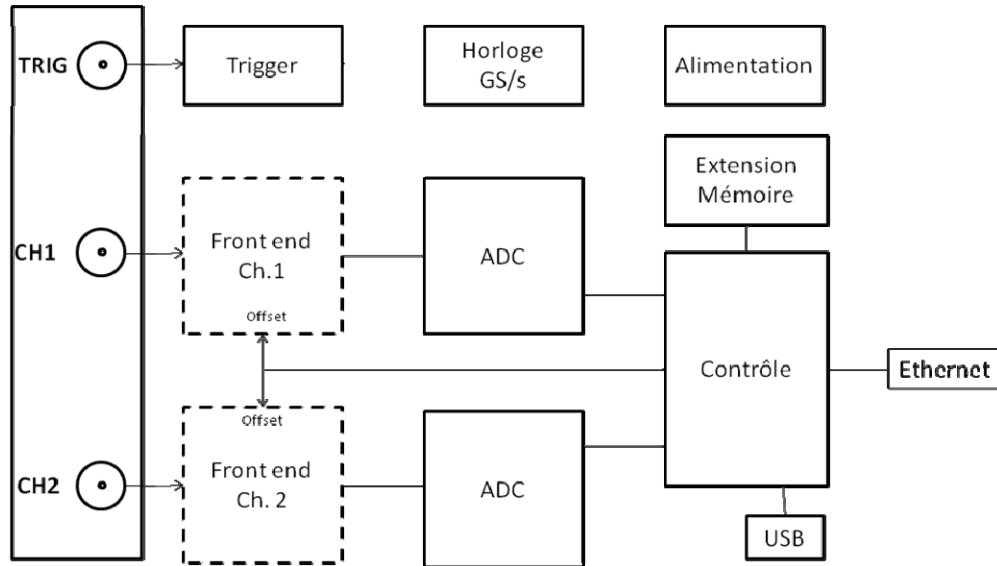 TRIG
Trigger
Horloge
GS/s
Alimentation
Extension
Mémoire
CH1
Front end
Ch.1
Offset
ADC
Contrôle
Ethernet
Offset
CH2
Front end
Ch. 2
ADC
USB